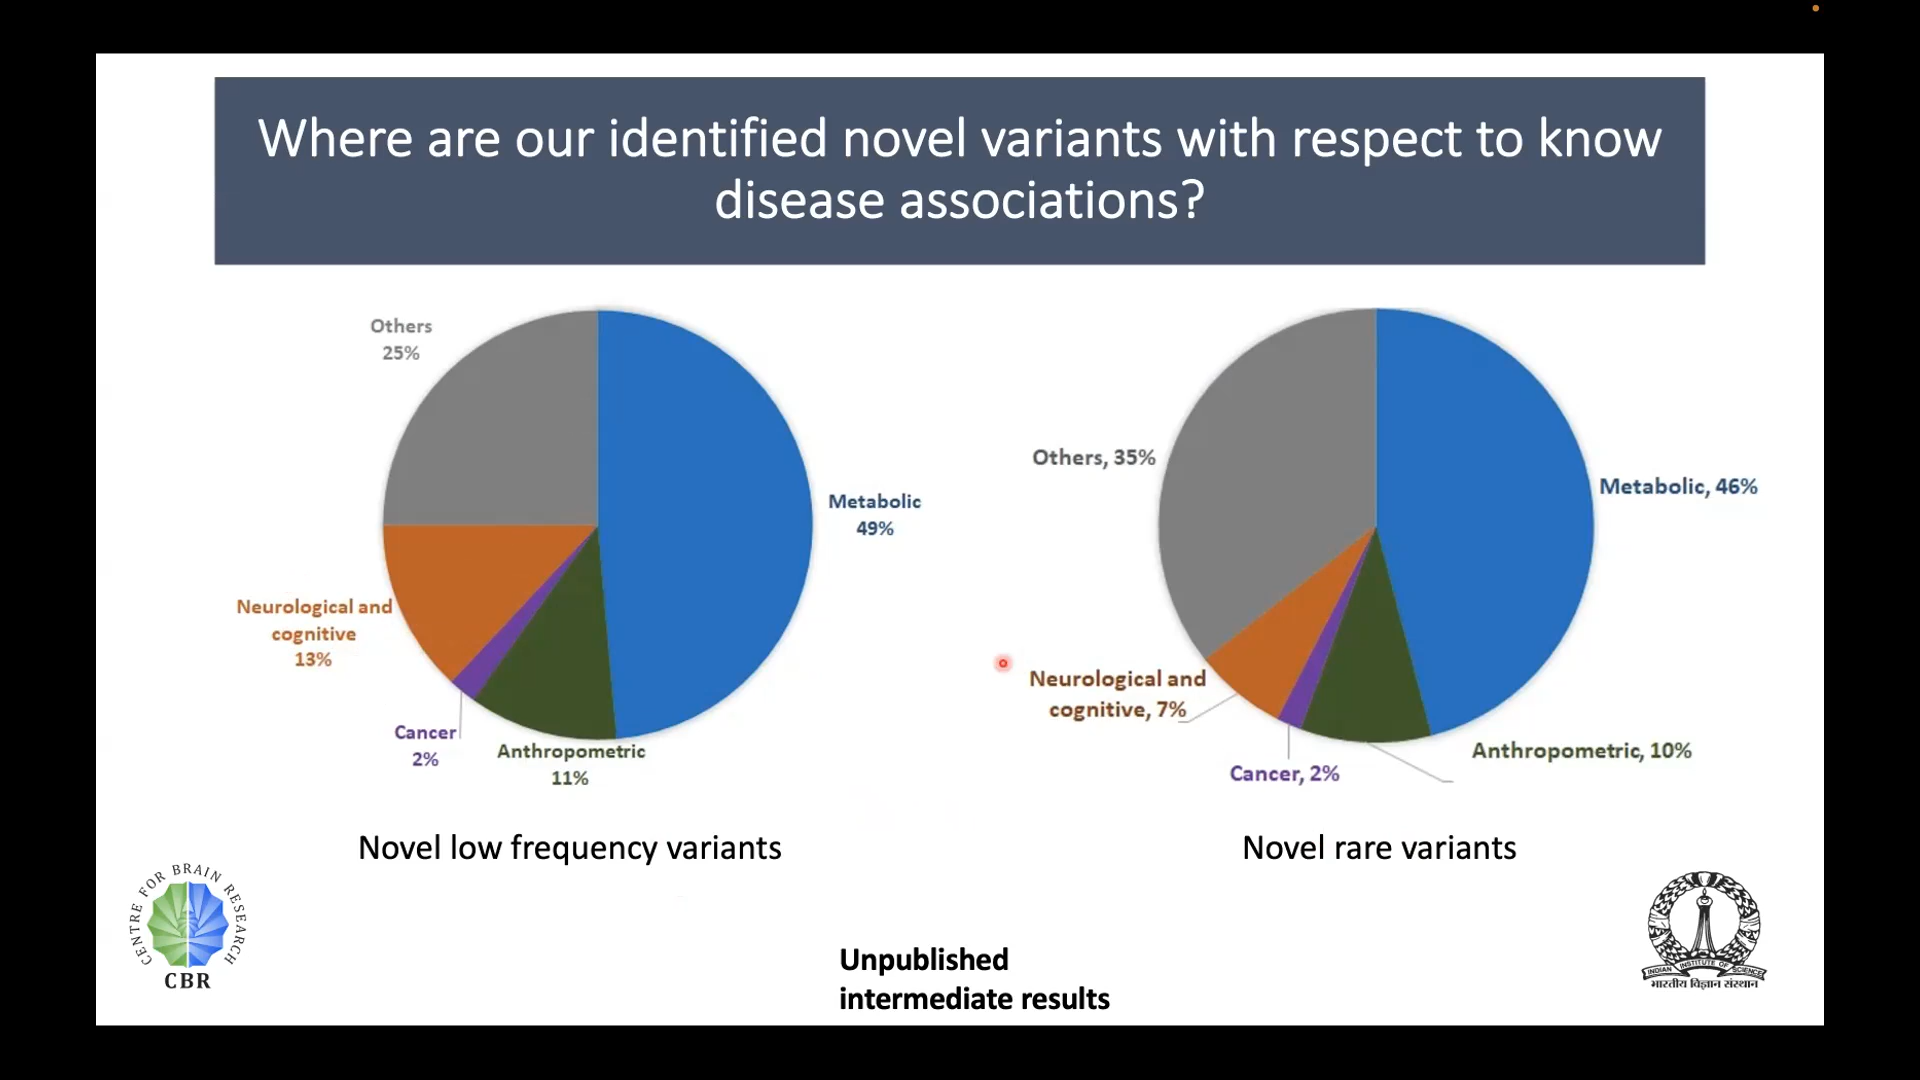 Where are our identified novel variants with respect to know
disease associations?
Others
25%
Metabolic
49%
Neurological and
cognitive
13%
Cancer
2%
Anthropometric
11%
Novel low frequency variants
Others, 35%
Metabolic, 46%
Neurological and
cognitive, 7%
Cancer, 2%
Anthropometric, 10%
Novel rare variants
CENTRE FOR BRAIN RESEARCH
CBR
Unpublished
intermediate results
INDIAN INSTITUTE OF SCIENCE
भारतीय विज्ञान संस्थान